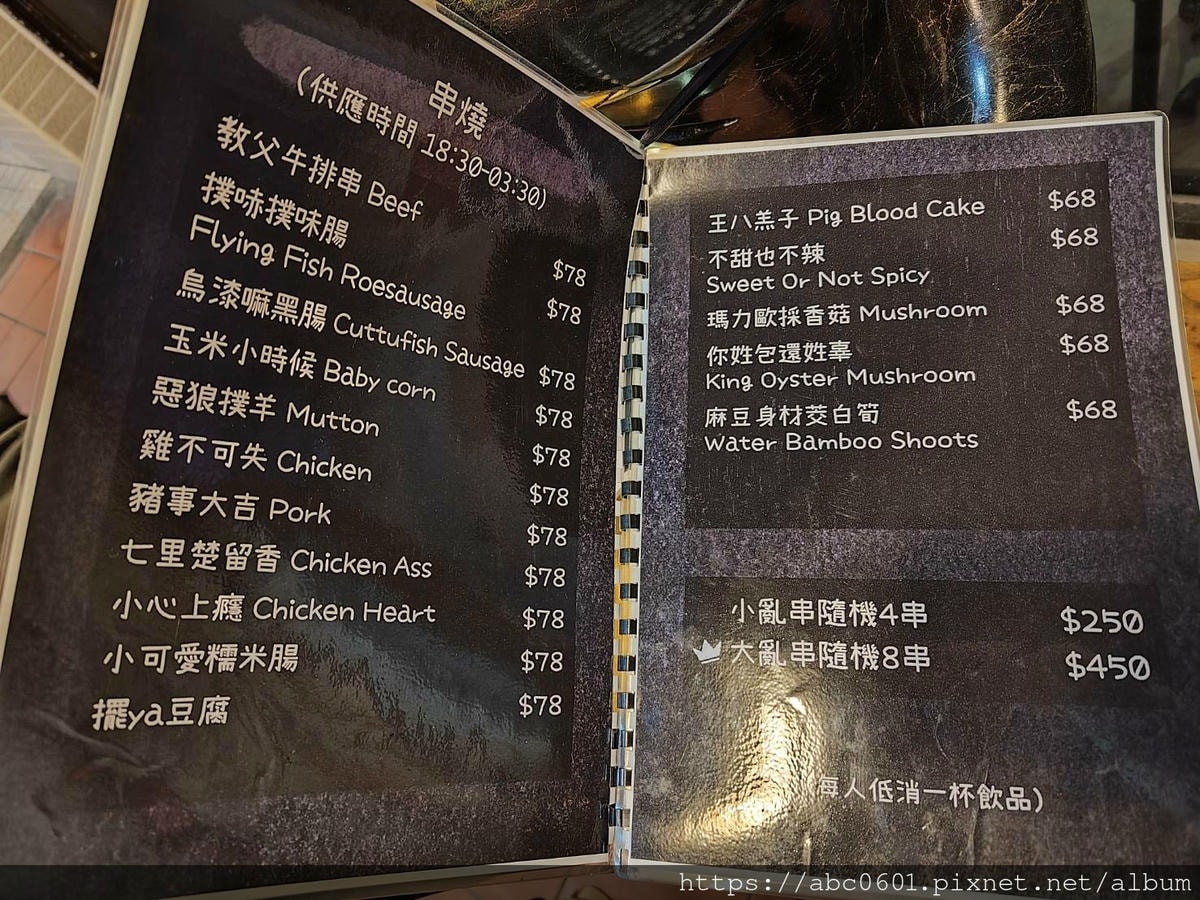 串燒
(供應時間 18:30-03:30)
教父牛排串 Beef $78
撲哧撲哧腸 $78
Flying Fish Roesausage
烏漆嘛黑腸 Cuttufish Sausage $78
玉米小時候 Baby corn $78
惡狼撲羊 Mutton $78
雞不可失 Chicken $78
豬事大吉 Pork $78
七里楚留香 Chicken Ass $78
小心上癮 Chicken Heart $78
小可愛糯米腸 $78
擺ya豆腐 $78
王八羔子 Pig Blood Cake $68
不甜也不辣 $68
Sweet Or Not Spicy
瑪力歐採香菇 Mushroom $68
你姓包還姓辜 $68
King Oyster Mushroom
麻豆身材茭白筍 $68
Water Bamboo Shoots
小亂串隨機4串 $250
大亂串隨機8串 $450
每人低消一杯飲品)
https://abc0601.pixnet.net/album